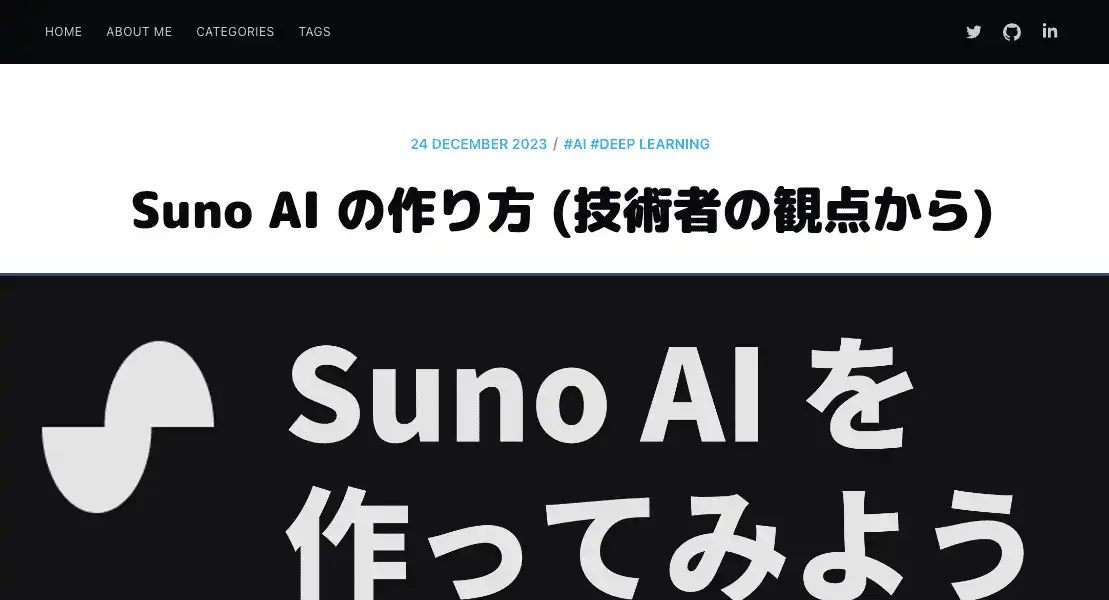 HOME ABOUT ME CATEGORIES TAGS
24 DECEMBER 2023 / #AI #DEEP LEARNING
Suno AI の作り方 (技術者の観点から)
Suno AI を
作ってみよう